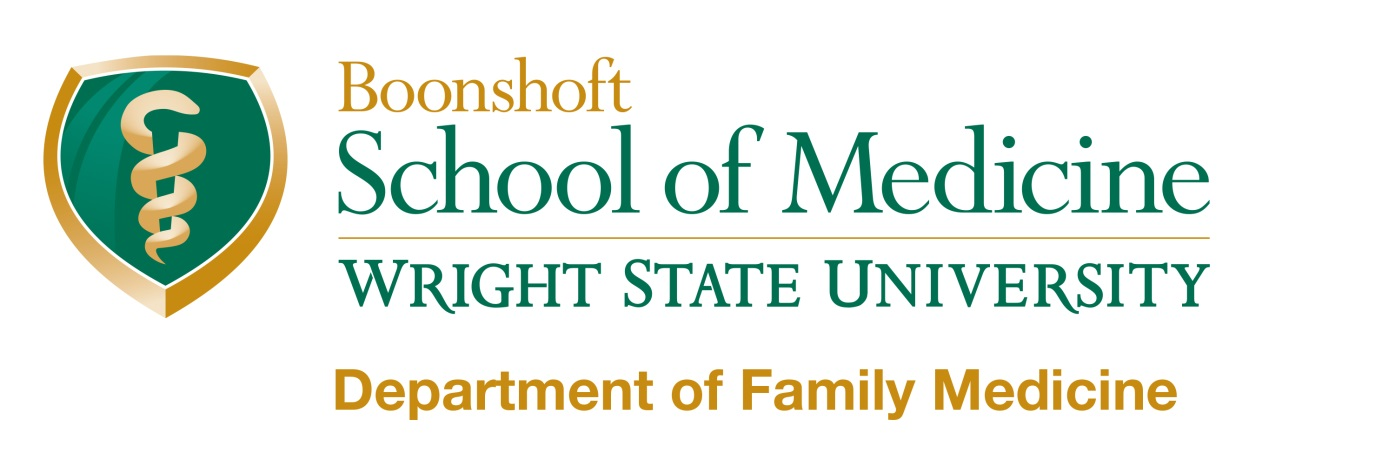 Boonshoft
School of Medicine
WRIGHT STATE UNIVERSITY
Department of Family Medicine